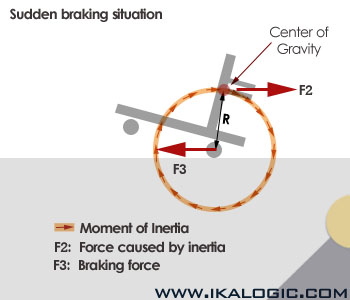 Sudden braking situation
Center of
Gravity
F2
R
F3
Moment of Inertia
F2: Force caused by inertia
F3: Braking force
WWW.IKALOGIC.COM